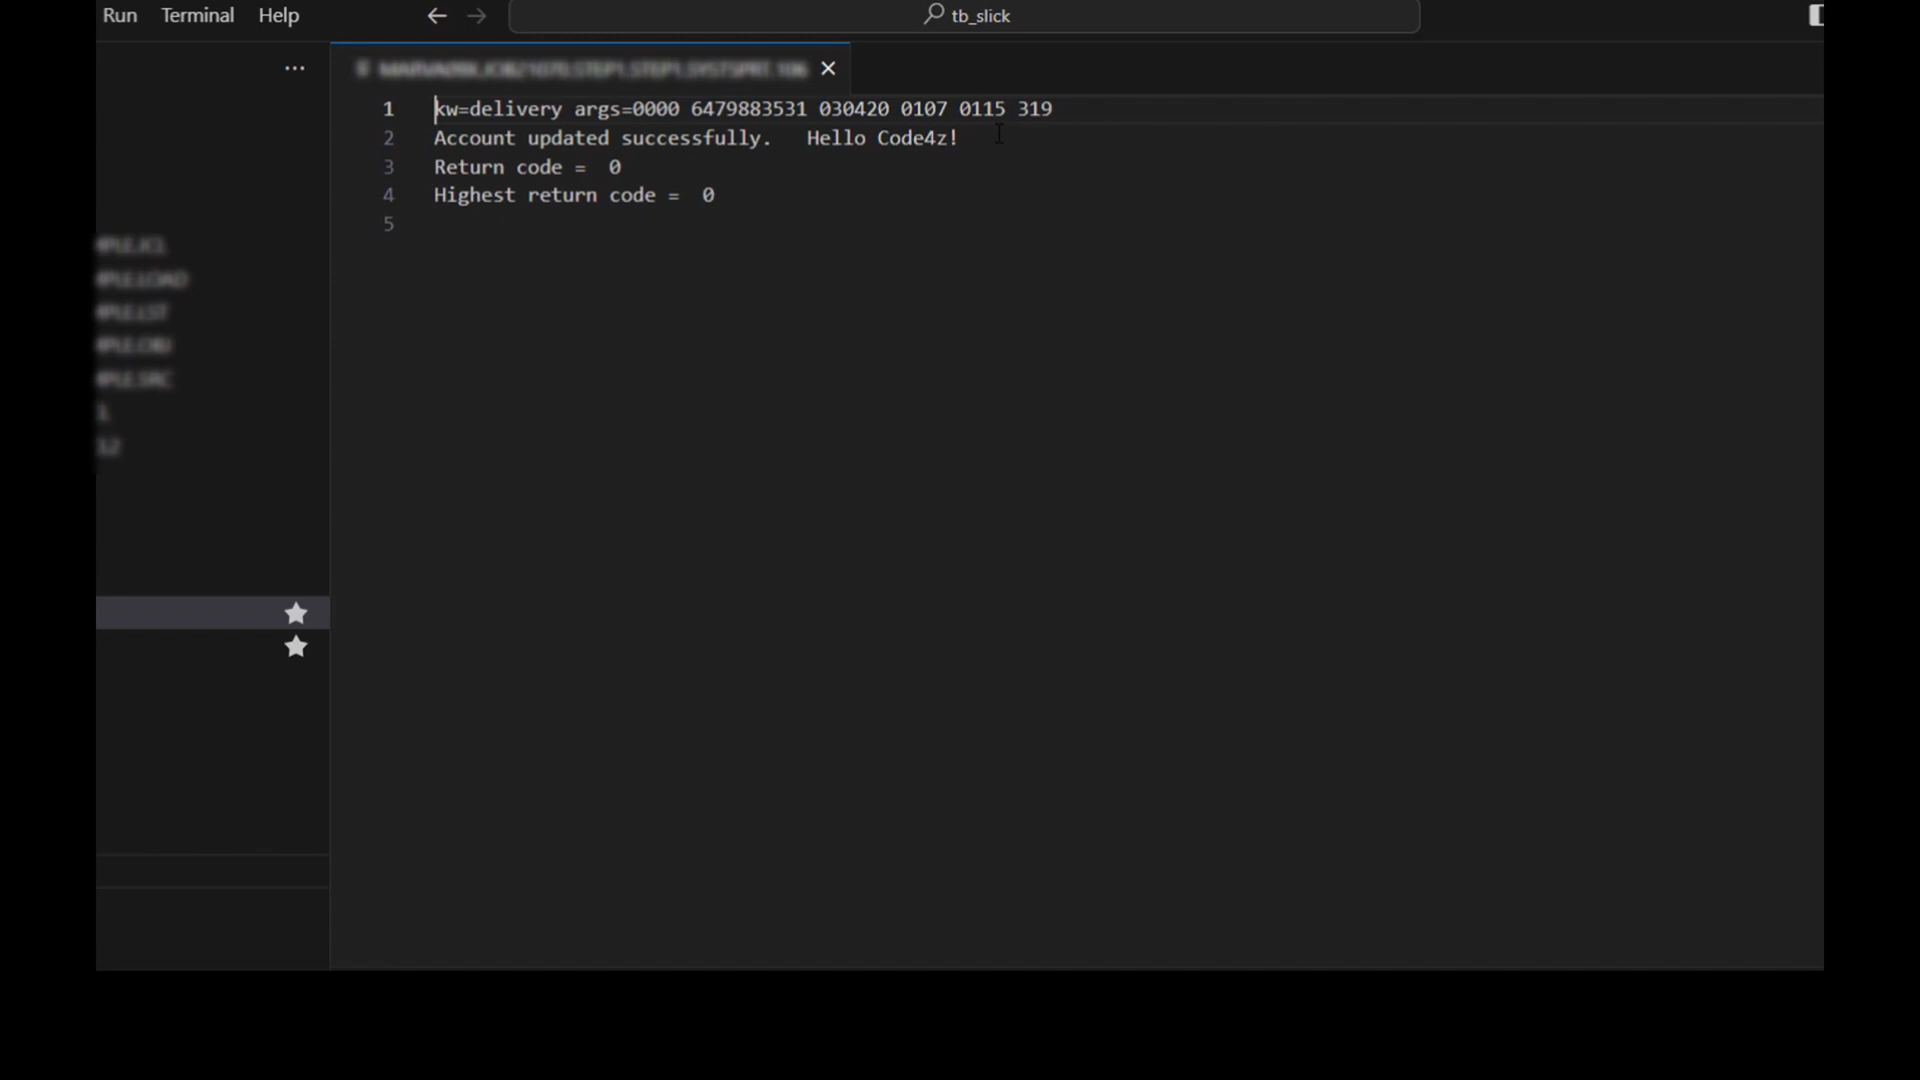 Run Terminal Help
tb_slick
1 kw=delivery args=0000 6479883531 030420 0107 0115 319
2 Account updated successfully.   Hello Code4z!
3 Return code =  0
4 Highest return code =  0
5